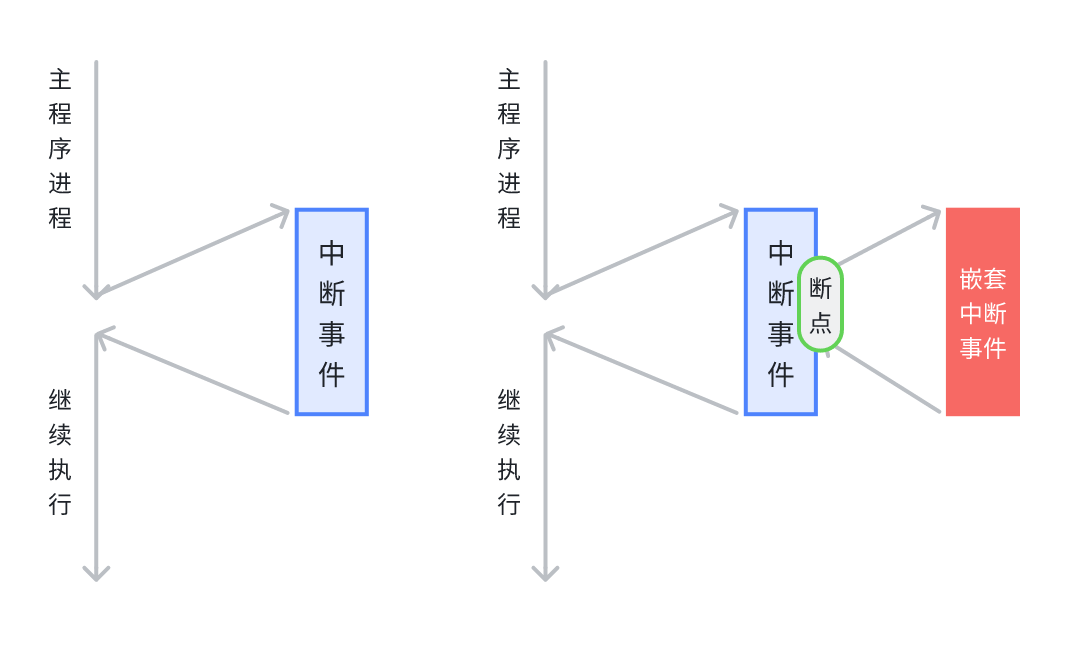 主程序进程
中断事件
继续执行
主程序进程
中断事件
断点
嵌套
中断
事件
继续执行